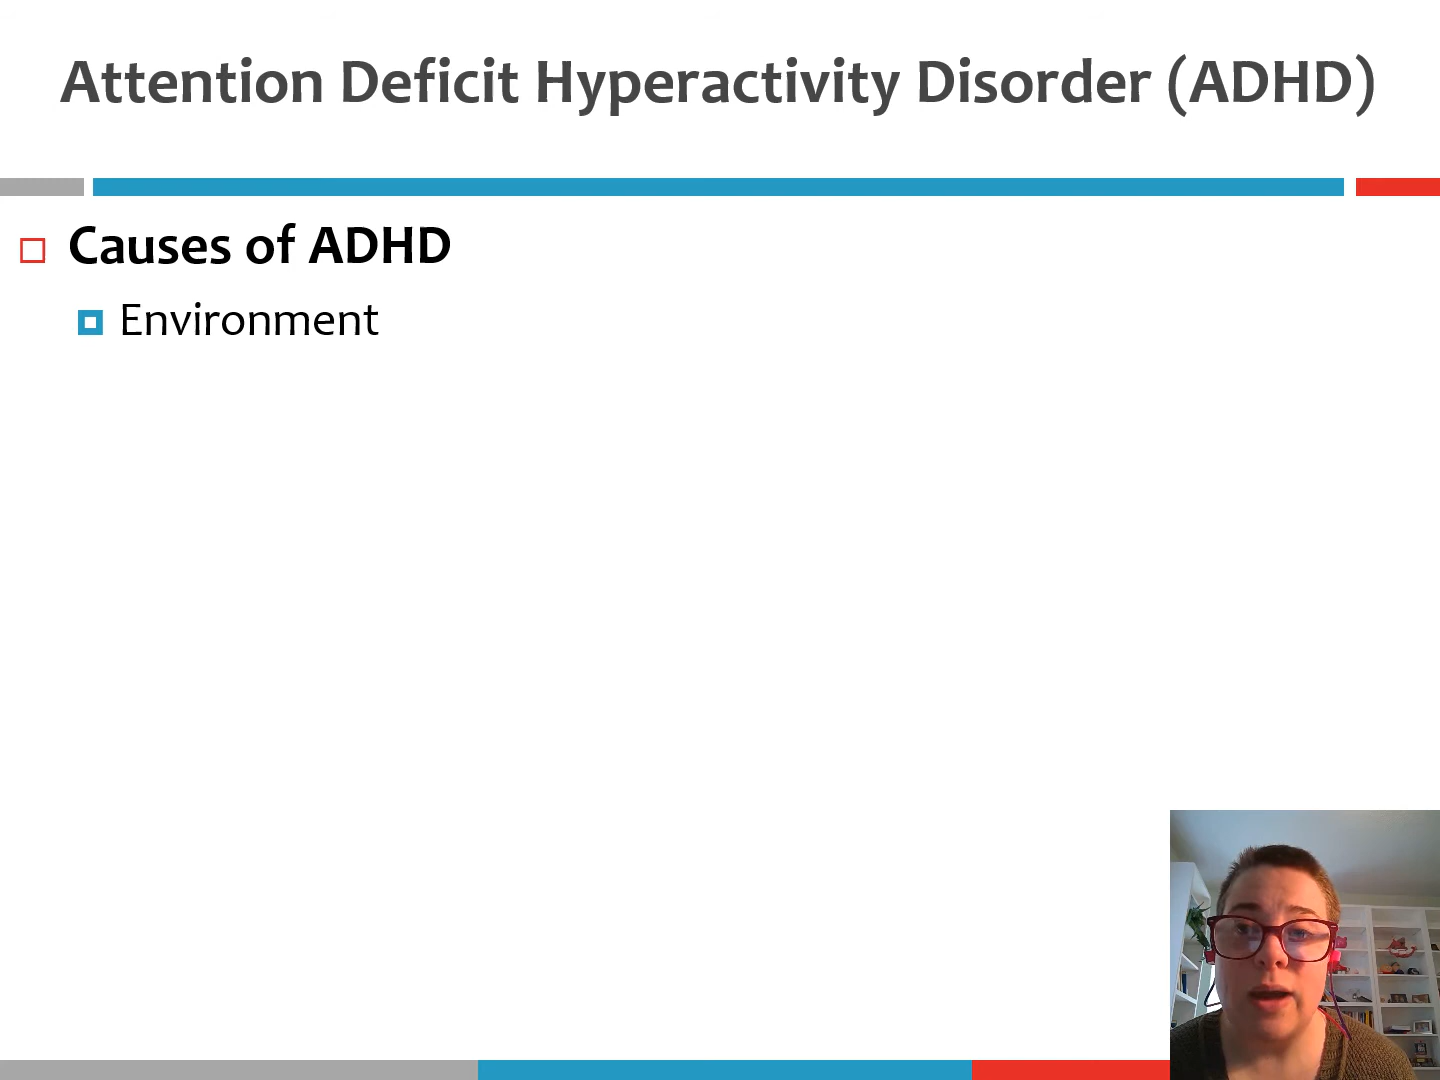 Attention Deficit Hyperactivity Disorder (ADHD)
Causes of ADHD
Environment